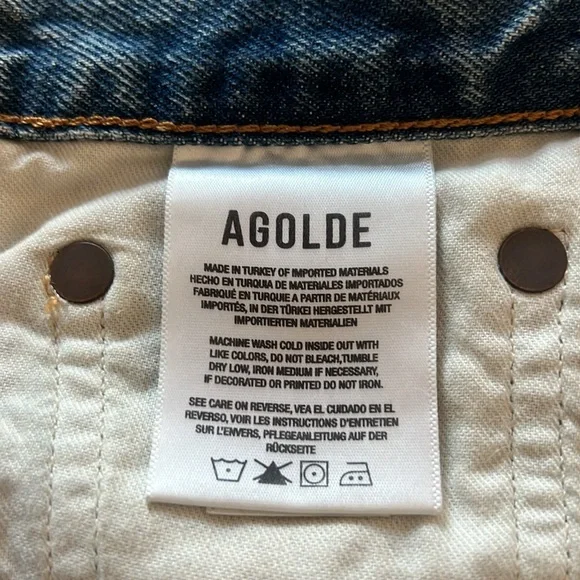 AGOLDE
MADE IN TURKEY OF IMPORTED MATERIALS
HECHO EN TURQUIA DE MATERIALES IMPORTADOS
FABRIQUÉ EN TURQUIE A PARTIR DE MATÉRIAUX
IMPORTÉS, IN DER TÜRKEI HERGESTELLT MIT
IMPORTIERTEN MATERIALIEN
MACHINE WASH COLD INSIDE OUT WITH
LIKE COLORS, DO NOT BLEACH,TUMBLE
DRY LOW, IRON MEDIUM IF NECESSARY,
IF DECORATED OR PRINTED DO NOT IRON.
SEE CARE ON REVERSE, VEA EL CUIDADO EN EL
REVERSO, VOIR LES INSTRUCTIONS D'ENTRETIEN
SUR L'ENVERS, PFLEGEANLEITUNG AUF DER
RÜCKSEITE